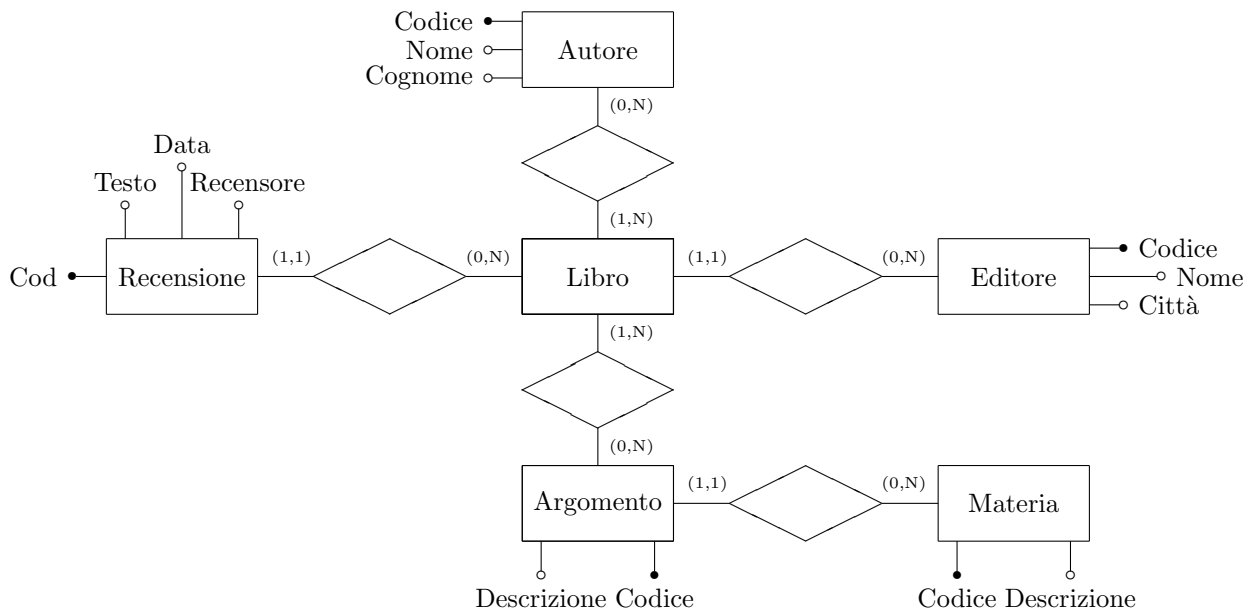 Codice
Nome
Cognome
Autore
(0,N)
Data
Testo
Recensore
(1,N)
Cod
Recensione
(1,1)
(0,N)
Libro
(1,1)
(0,N)
Editore
Codice
Nome
Città
(1,N)
(0,N)
Argomento
(1,1)
(0,N)
Materia
Descrizione Codice
Codice Descrizione